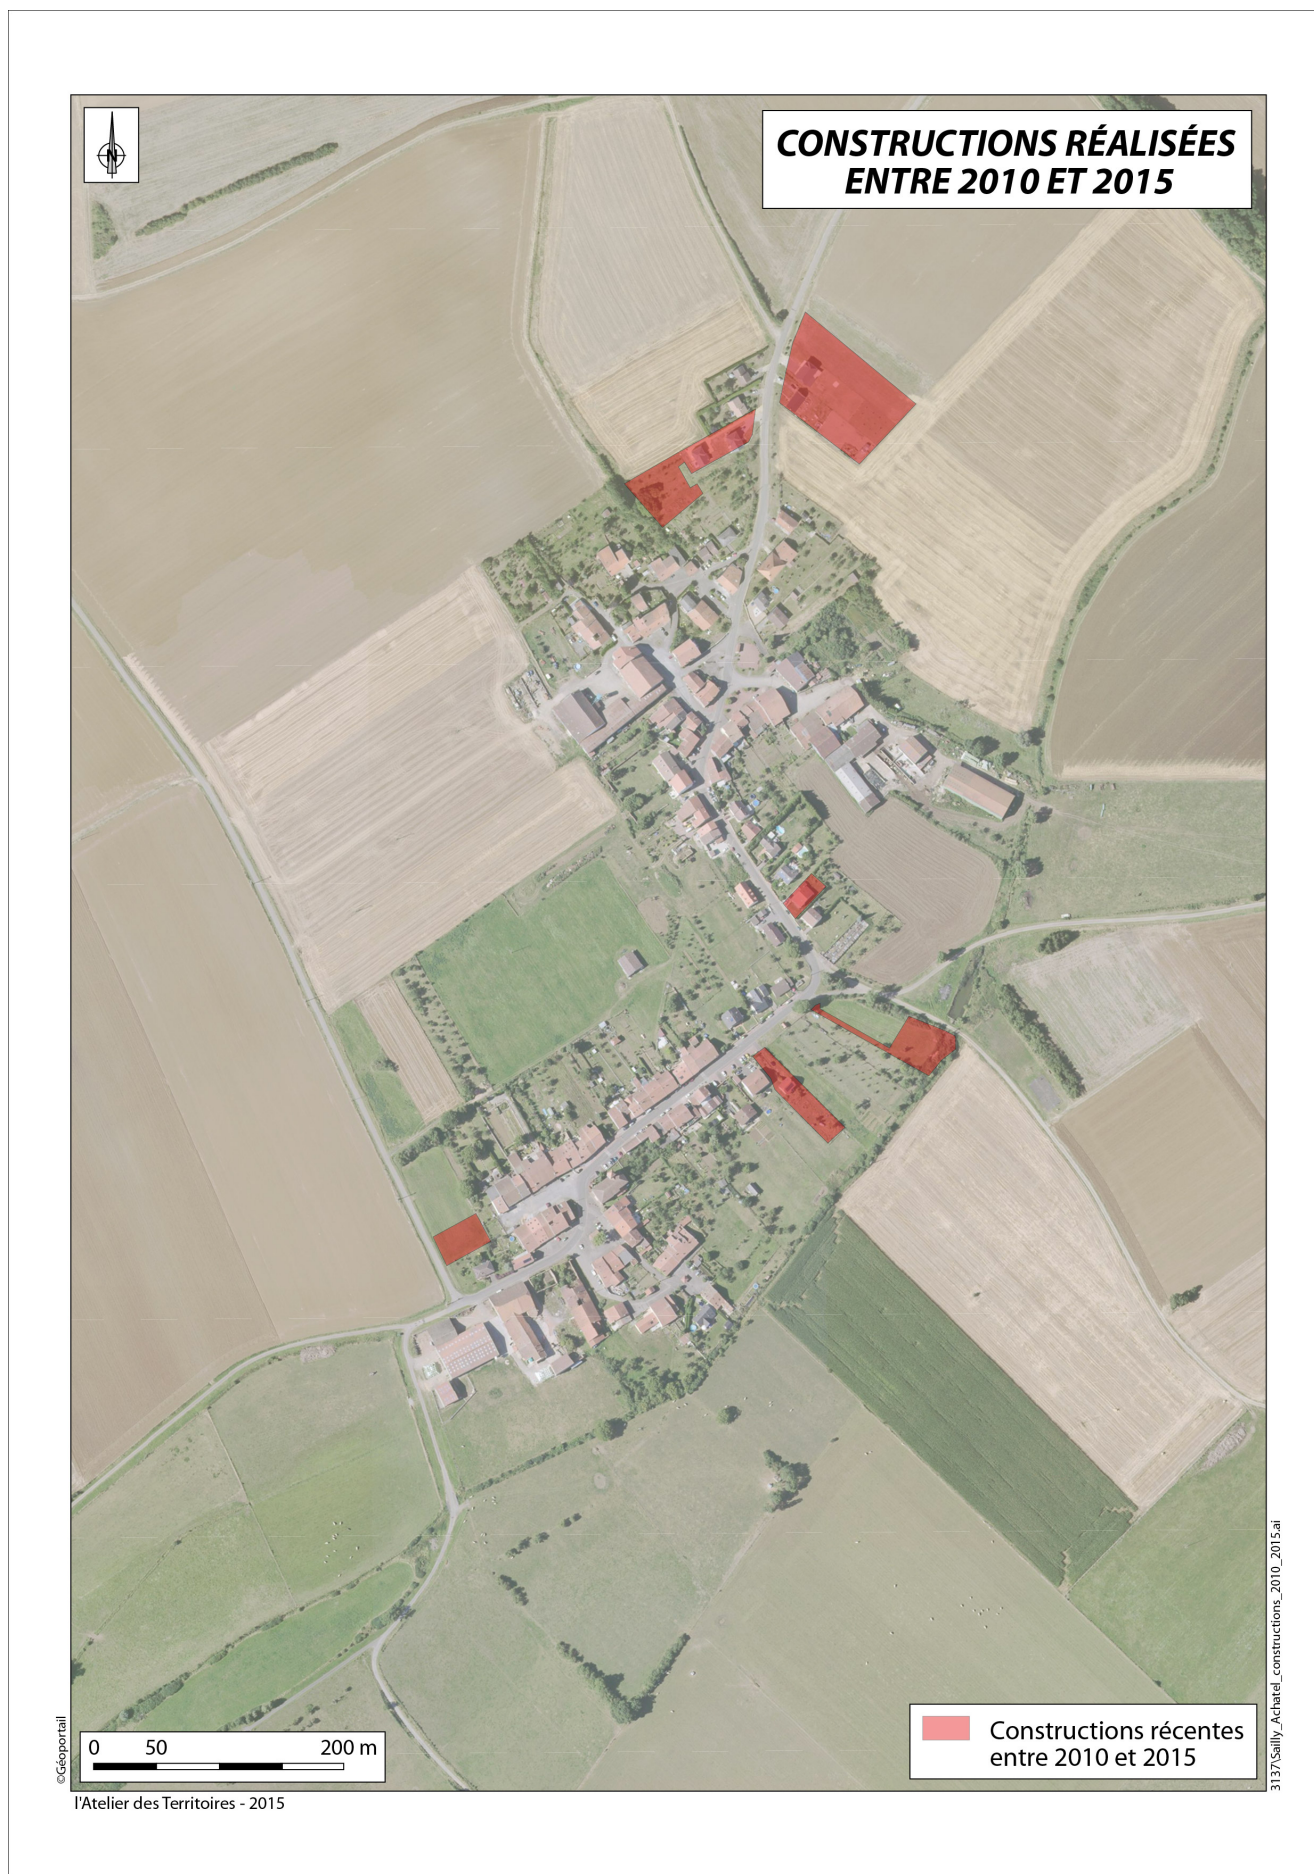 N
CONSTRUCTIONS RÉALISÉES
ENTRE 2010 ET 2015
©Géoportail
0 50 200 m
Constructions récentes
entre 2010 et 2015
3137\Sailly_Achatel_constructions_2010_2015.ai
l'Atelier des Territoires - 2015